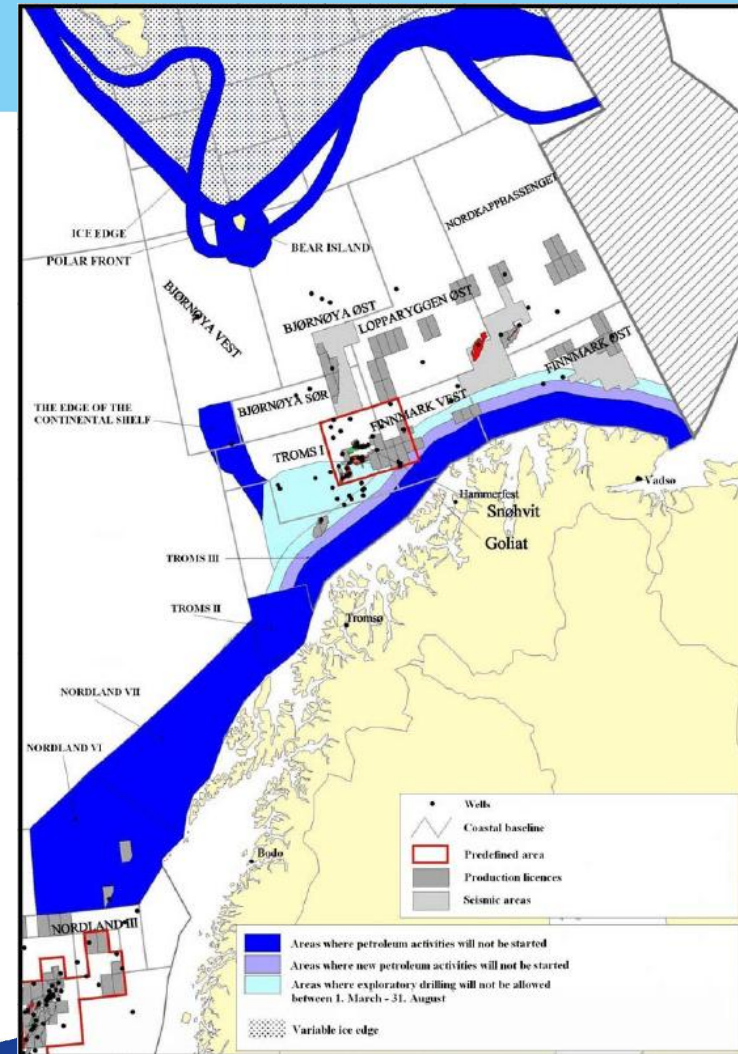 ICE EDGE
POLAR FRONT
BEAR ISLAND
NORDKAPPBASSENGET
BJØRNØYA VEST
BJØRNØYA ØST
LOPPARYGGEN ØST
FINNMARK ØST
BJØRNØYA SØR
FINNMARK VEST
THE EDGE OF THE
CONTINENTAL SHELF
TROMS I
Vadsø
Hammerfest
Snøhvit
Goliat
TROMS III
TROMS II
Tromsø
NORDLAND VII
NORDLAND VI
Bodø
NORDLAND III
Wells
Coastal baseline
Predefined area
Production licences
Seismic areas
Areas where petroleum activities will not be started
Areas where new petroleum activities will not be started
Areas where exploratory drilling will not be allowed
between 1. March - 31. August
Variable ice edge